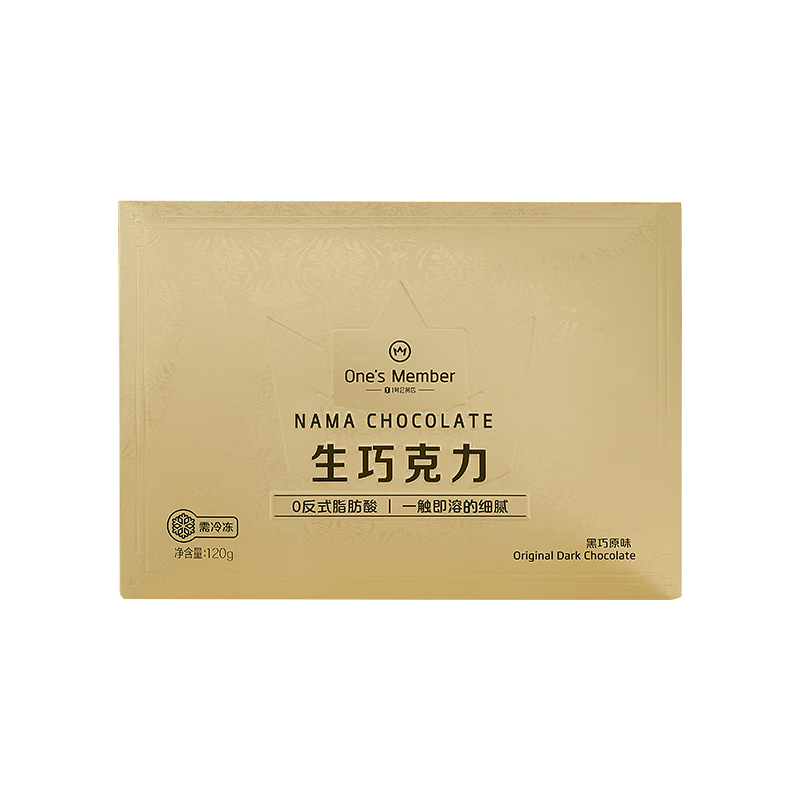 One's Member
1号会员店
NAMA CHOCOLATE
生巧克力
0反式脂肪酸 | 一触即溶的细腻
需冷冻
净含量:120g
黑巧原味
Original Dark Chocolate